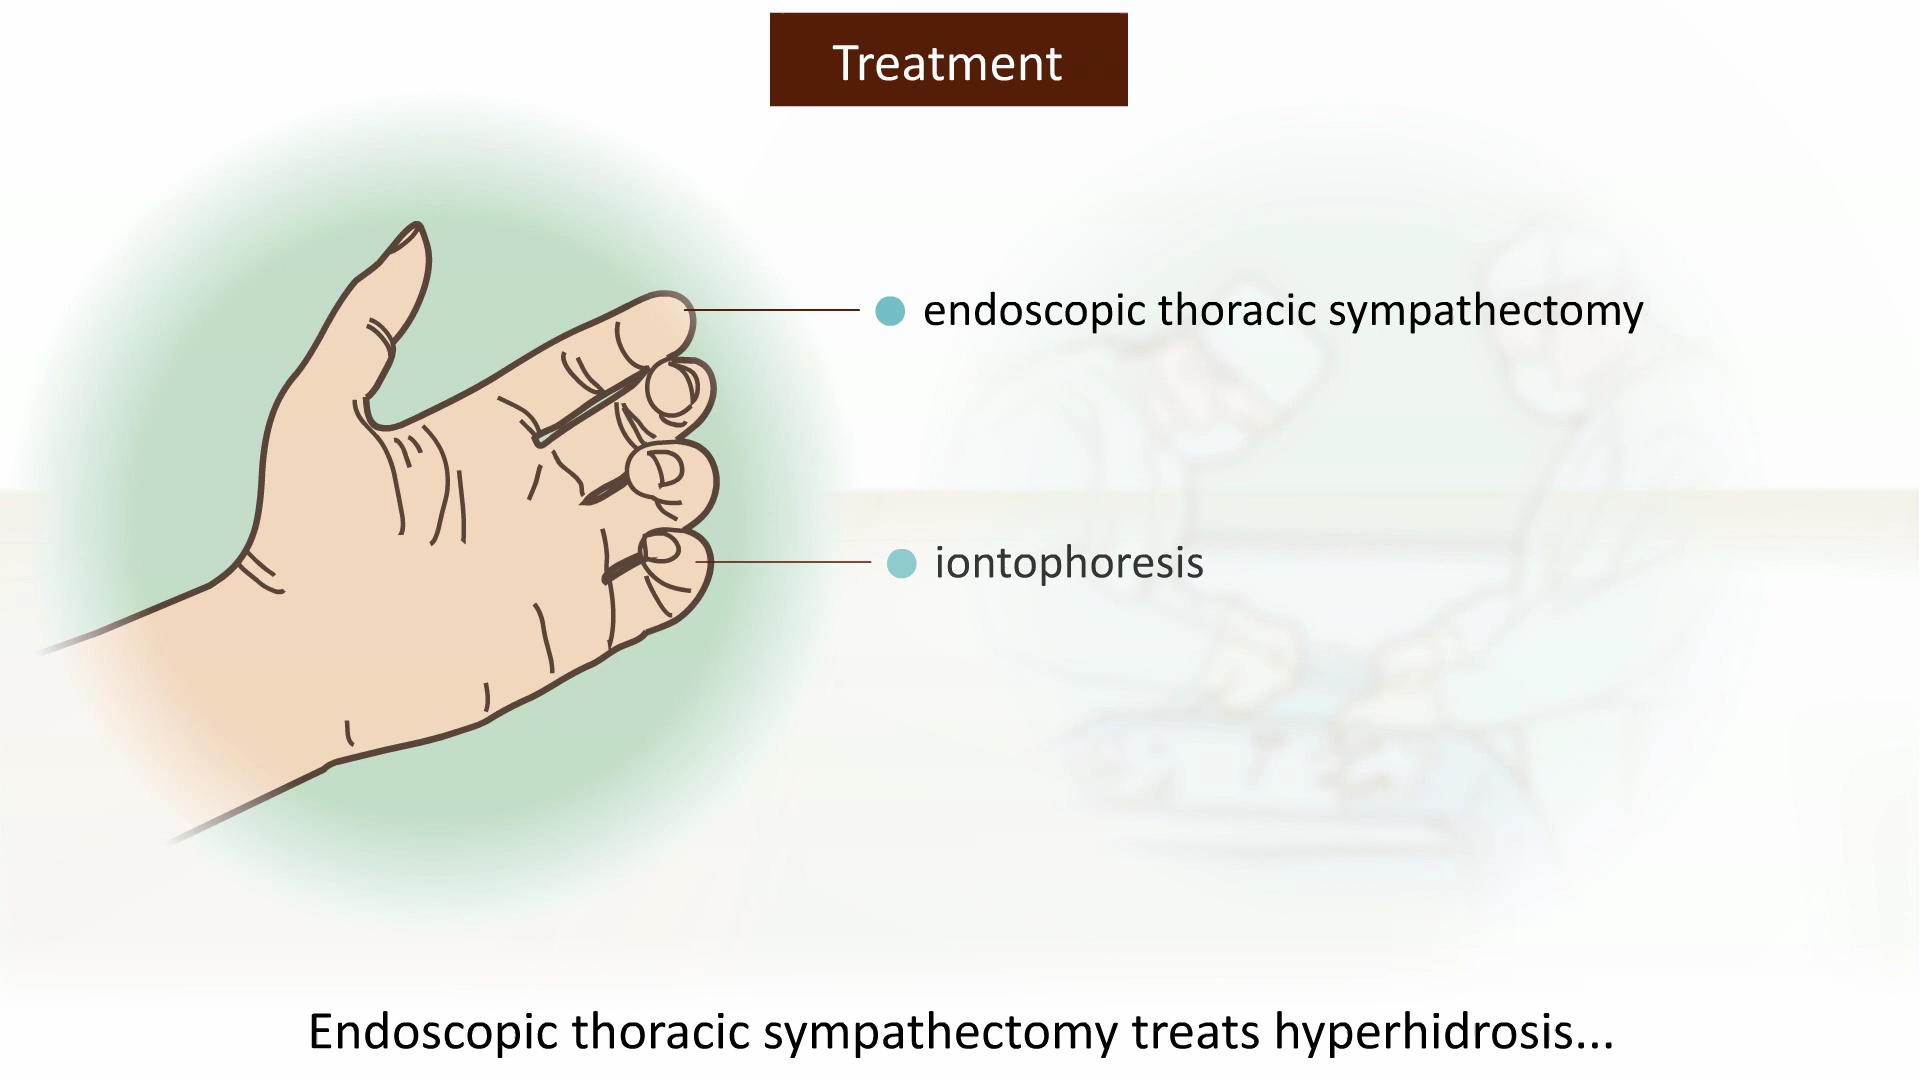 Treatment
endoscopic thoracic sympathectomy
iontophoresis
Endoscopic thoracic sympathectomy treats hyperhidrosis...